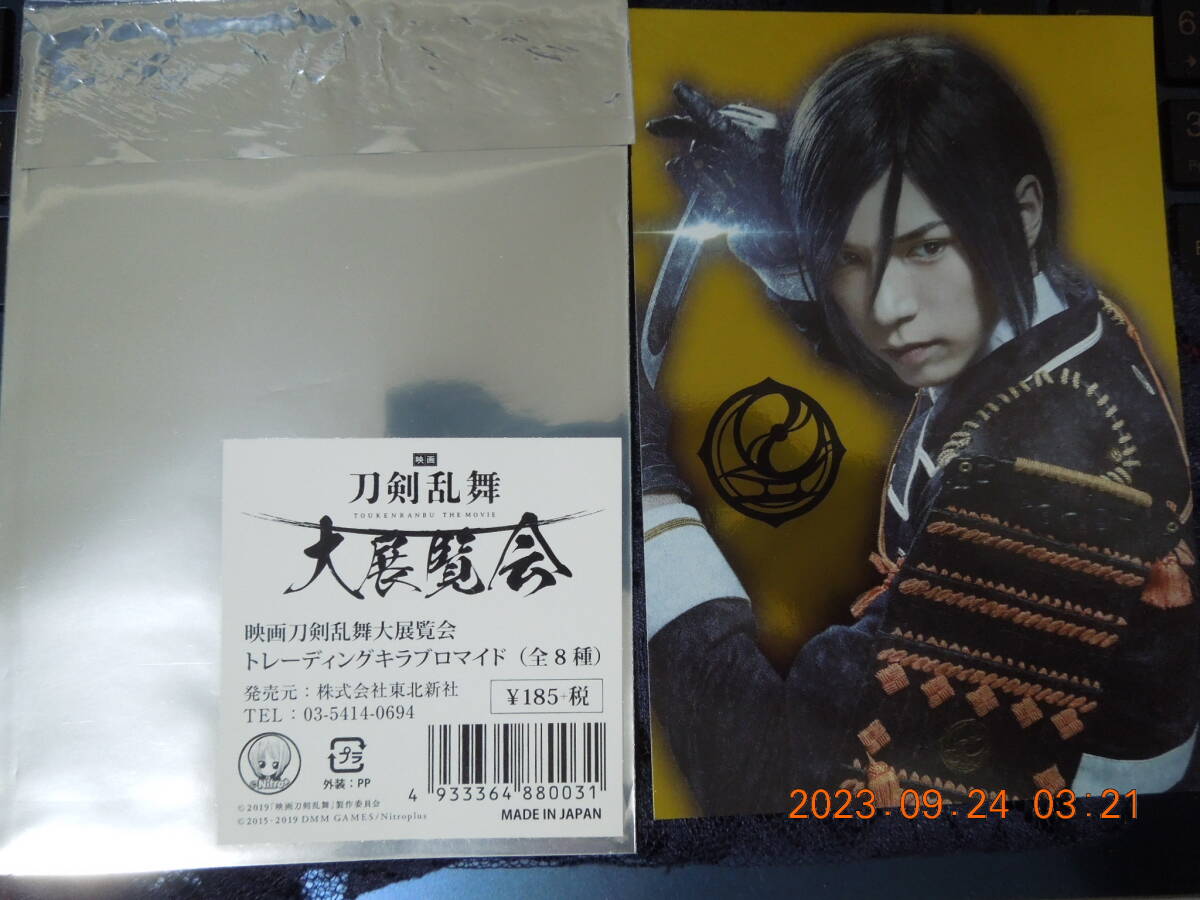 映画
刀剣乱舞
TOUKENRANBU THE MOVIE
大展覧会
映画刀剣乱舞大展覧会
トレーディングキラブロマイド（全8種）
発売元：株式会社東北新社
TEL：03-5414-0694
¥185+税
Nitro+
プラ
外装：PP
4 933364 880031
©2019「映画刀剣乱舞」製作委員会
©2015-2019 DMM GAMES/Nitroplus
MADE IN JAPAN
2023.09.24 03:21